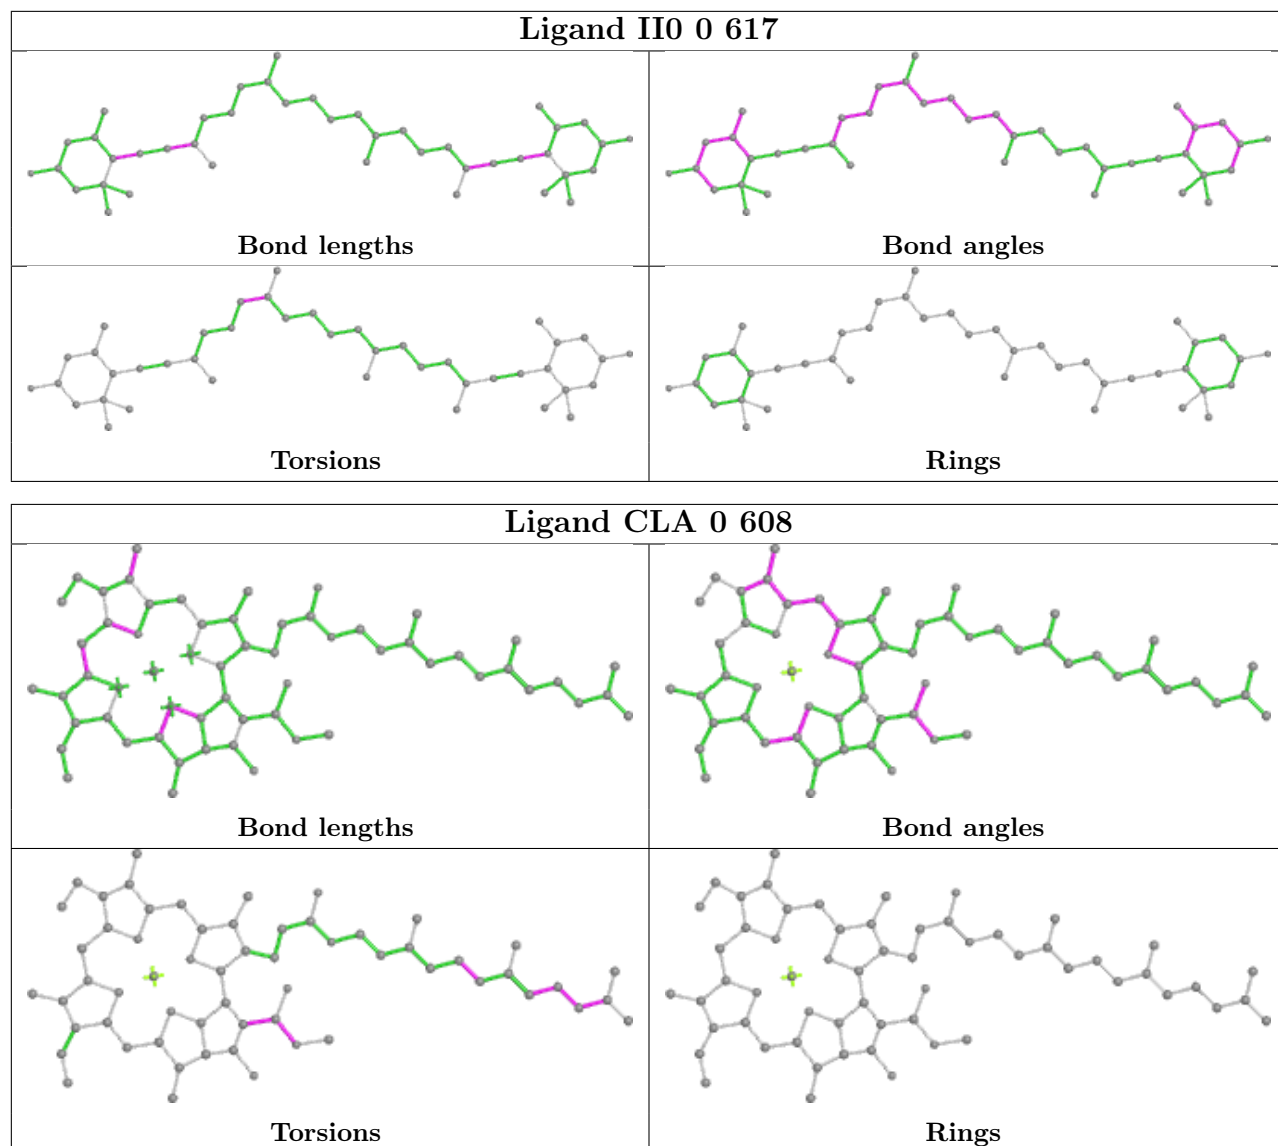 Ligand II0 0 617
Bond lengths
Bond angles
Torsions
Rings
Ligand CLA 0 608
Bond lengths
Bond angles
Torsions
Rings